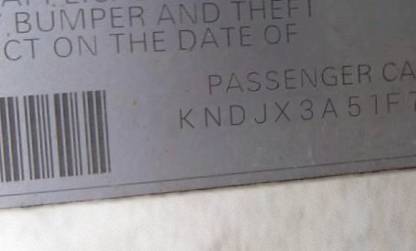 BUMPER AND THEFT
CT ON THE DATE OF
PASSENGER CA
KNDJX3A51F7